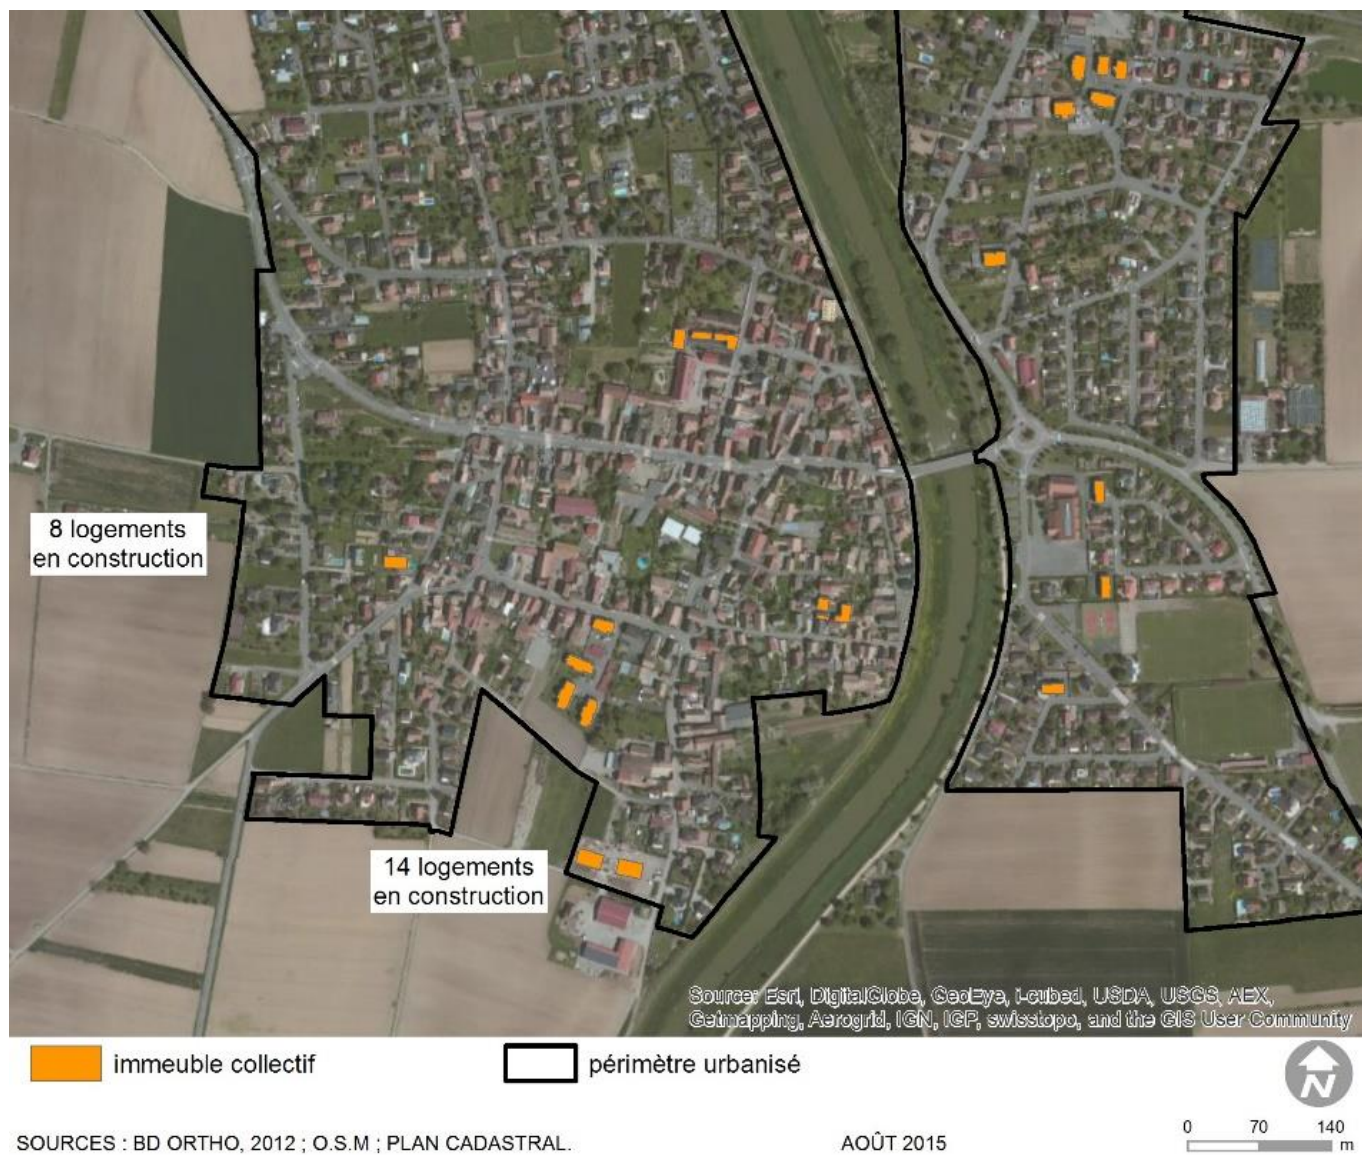 8 logements
en construction
14 logements
en construction
Source: Esri, DigitalGlobe, GeoEye, i-cubed, USDA, USGS, AEX,
Getmapping, Aerogrid, IGN, IGP, swisstopo, and the GIS User Community
immeuble collectif
périmètre urbanisé
N
SOURCES : BD ORTHO, 2012 ; O.S.M ; PLAN CADASTRAL.
AOÛT 2015
0 70 140
m